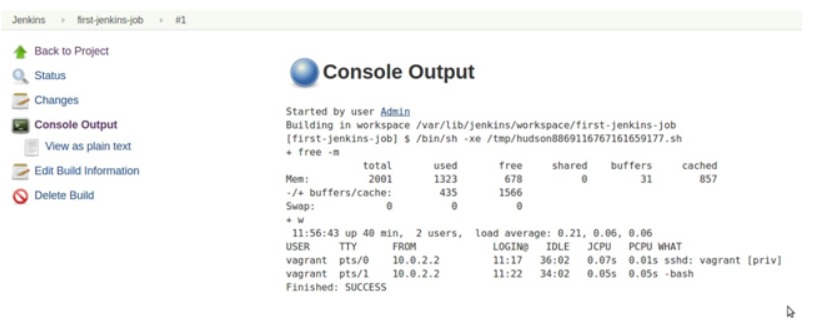 Jenkins › first-jenkins-job › #1
Back to Project
Status
Changes
Console Output
View as plain text
Edit Build Information
Delete Build
Console Output
Started by user Admin
Building in workspace /var/lib/jenkins/workspace/first-jenkins-job
[first-jenkins-job] $ /bin/sh -xe /tmp/hudson8869116767161659177.sh
+ free -m
total used free shared buffers cached
Mem: 2001 1323 678 0 31 857
-/+ buffers/cache: 435 1566
Swap: 0 0 0
+ w
11:56:43 up 40 min, 2 users, load average: 0.21, 0.06, 0.06
USER TTY FROM LOGIN@ IDLE JCPU PCPU WHAT
vagrant pts/0 10.0.2.2 11:17 36:02 0.07s 0.01s sshd: vagrant [priv]
vagrant pts/1 10.0.2.2 11:22 34:02 0.05s 0.05s -bash
Finished: SUCCESS